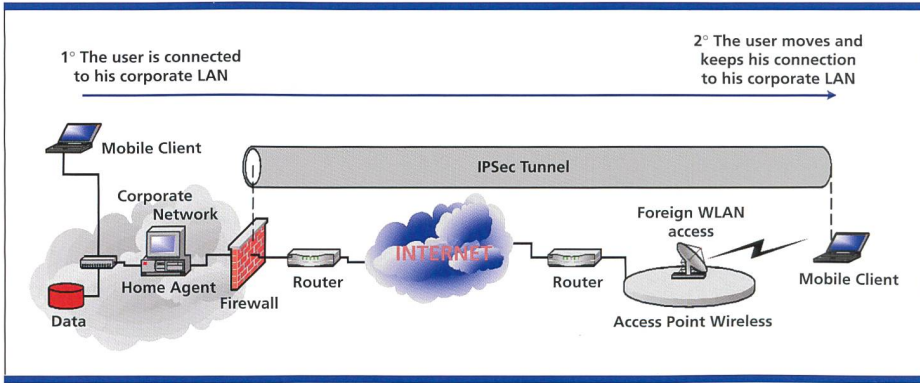 1° The user is connected
to his corporate LAN
2° The user moves and
keeps his connection
to his corporate LAN
Mobile Client
IPSec Tunnel
Corporate
Network
Foreign WLAN
access
INTERNET
Home Agent
Firewall
Router
Router
Mobile Client
Data
Access Point Wireless